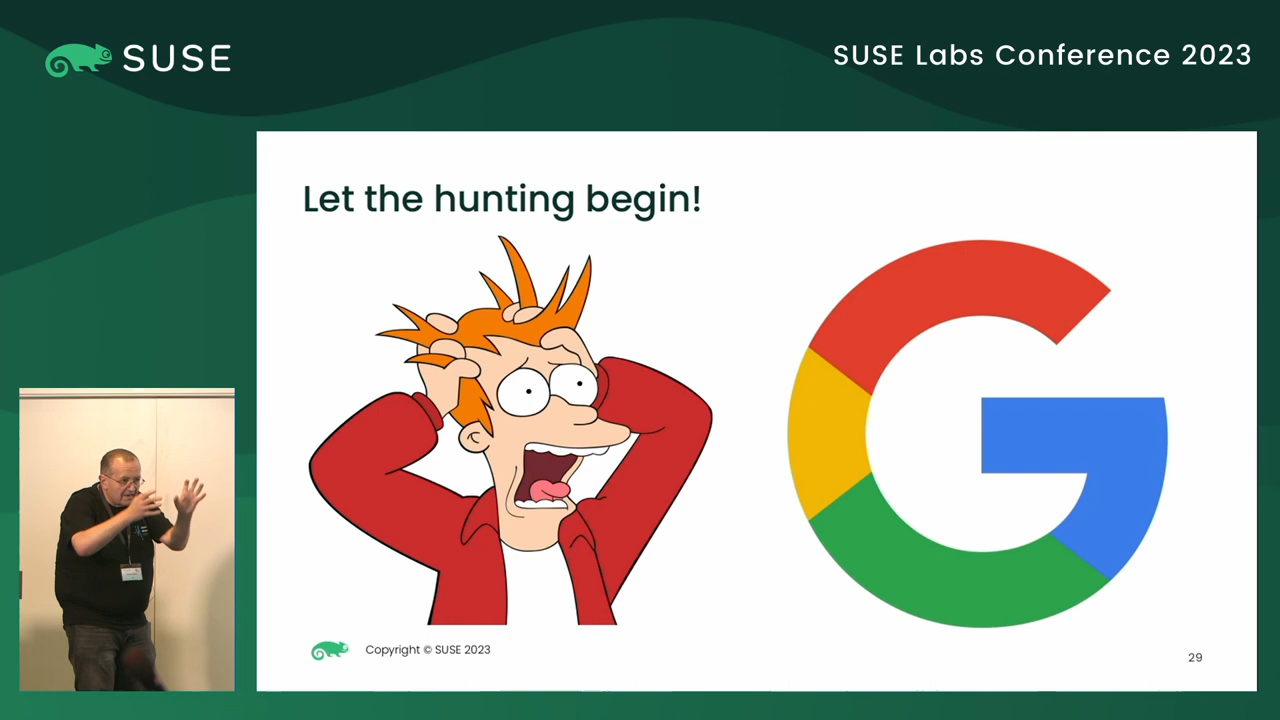 SUSE
SUSE Labs Conference 2023
Let the hunting begin!
Copyright © SUSE 2023
29